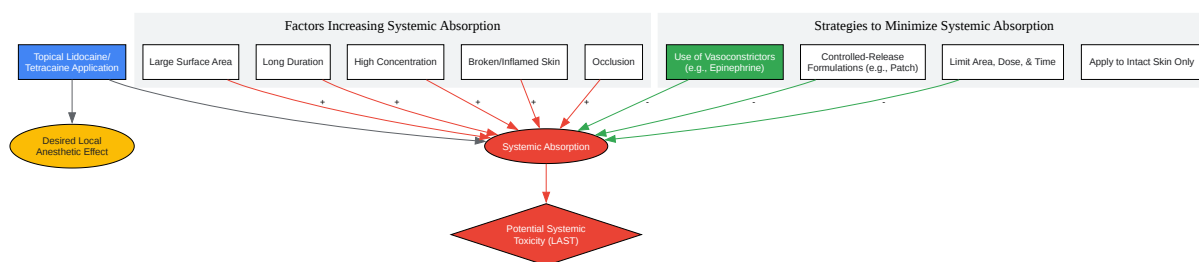 Factors Increasing Systemic Absorption
Strategies to Minimize Systemic Absorption
Topical Lidocaine/
Tetracaine Application
Large Surface Area
Long Duration
High Concentration
Broken/Inflamed Skin
Occlusion
Use of Vasoconstrictors
(e.g., Epinephrine)
Controlled-Release
Formulations (e.g., Patch)
Limit Area, Dose, & Time
Apply to Intact Skin Only
+
+
+
+
+
-
-
-
Desired Local
Anesthetic Effect
Systemic Absorption
Potential Systemic
Toxicity (LAST)